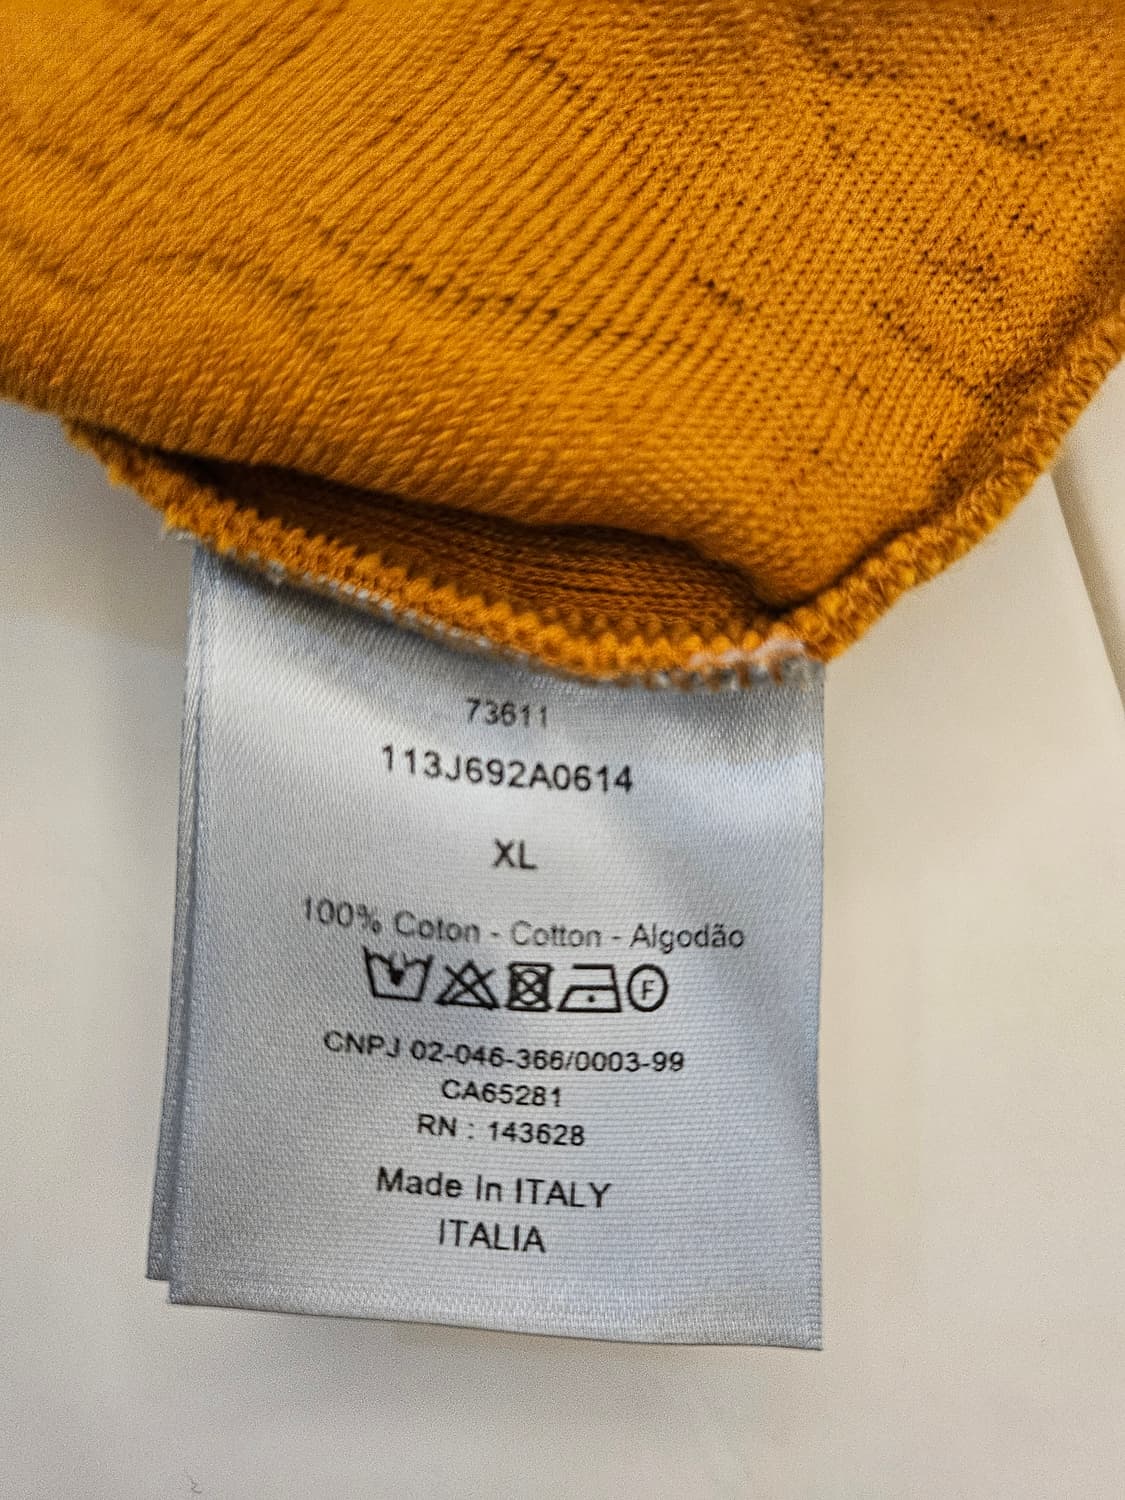 73611
113J692A0614
XL
100% Coton - Cotton - Algodão
F
CNPJ 02-046-366/0003-99
CA65281
RN : 143628
Made In ITALY
ITALIA